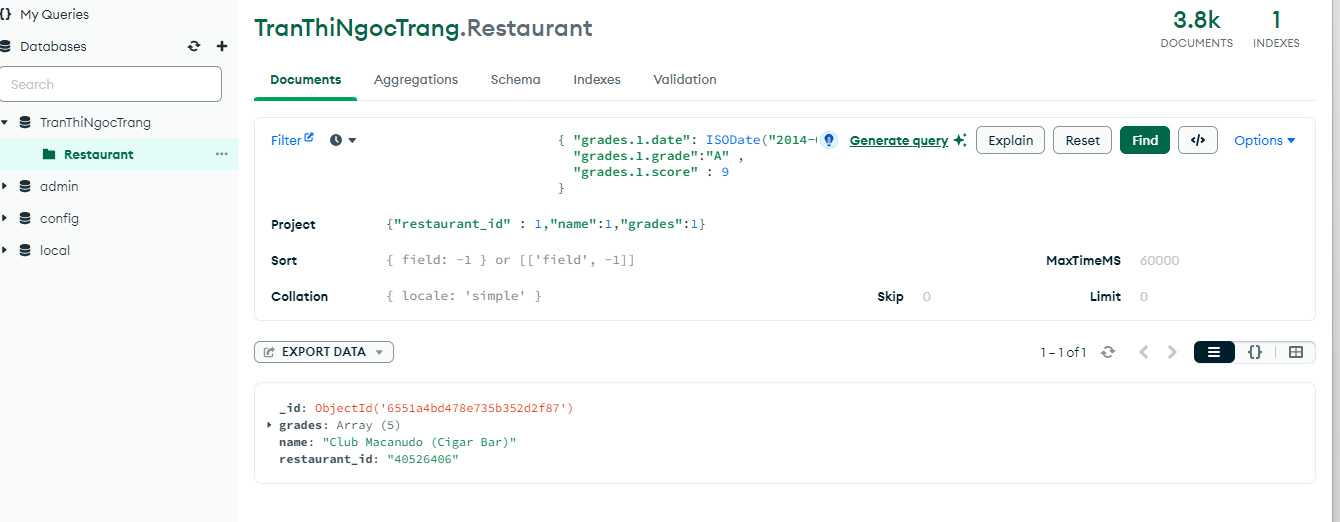 {} My Queries
Databases
Search
TranThiNgocTrang
Restaurant
admin
config
local
TranThiNgocTrang.Restaurant
3.8k
DOCUMENTS
1
INDEXES
Documents
Aggregations
Schema
Indexes
Validation
Filter
{ "grades.1.date": ISODate("2014-
"grades.1.grade":"A" ,
"grades.1.score" : 9
}
Generate query
Explain
Reset
Find
</>
Options
Project
{"restaurant_id" : 1,"name":1,"grades":1}
Sort
{ field: -1 } or [['field', -1]]
MaxTimeMS
60000
Collation
{ locale: 'simple' }
Skip
0
Limit
0
EXPORT DATA
1 – 1 of 1
{}
_id: ObjectId('6551a4bd478e735b352d2f87')
grades: Array (5)
name: "Club Macanudo (Cigar Bar)"
restaurant_id: "40526406"